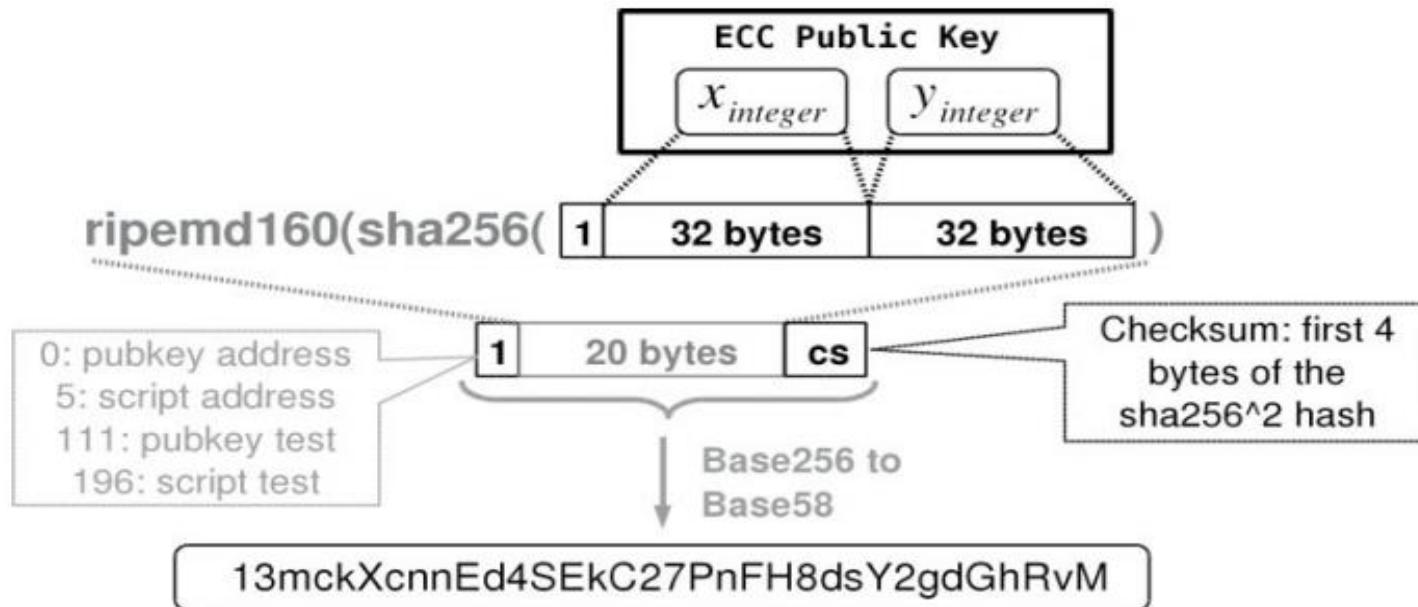 ECC Public Key
x integer
y integer
ripemd160(sha256( 1 32 bytes 32 bytes )
0: pubkey address
5: script address
111: pubkey test
196: script test
1 20 bytes cs
Checksum: first 4
bytes of the
sha256^2 hash
Base256 to
Base58
13mckXcnnEd4SEkC27PnFH8dsY2gdGhRvM